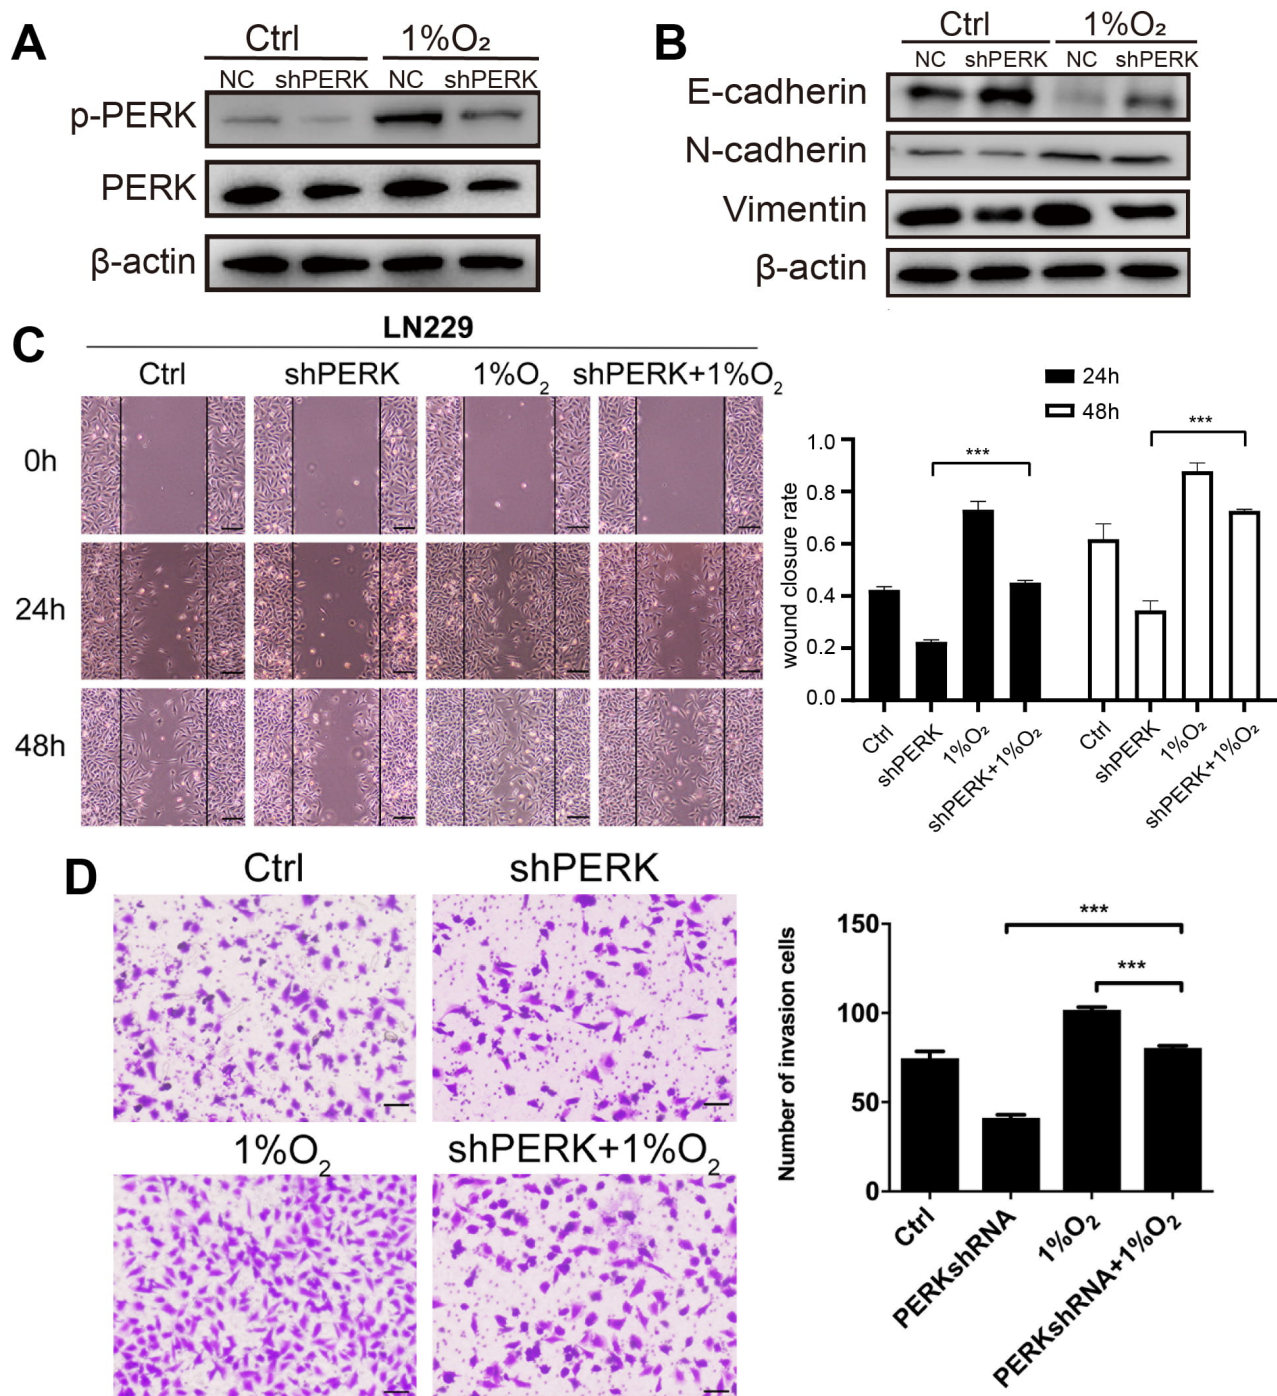 A
Ctrl 1%O₂
NC shPERK NC shPERK
p-PERK
PERK
β-actin
B
Ctrl 1%O₂
NC shPERK NC shPERK
E-cadherin
N-cadherin
Vimentin
β-actin
C
LN229
Ctrl shPERK 1%O₂ shPERK+1%O₂
0h
24h
48h
24h
48h
wound closure rate
1.0
0.8
0.6
0.4
0.2
0.0
*** ***
Ctrl shPERK 1%O₂ shPERK+1%O₂ Ctrl shPERK 1%O₂ shPERK+1%O₂
D
Ctrl shPERK
1%O₂ shPERK+1%O₂
Number of invasion cells
150
100
50
0
***
***
Ctrl PERKshRNA 1%O₂ PERKshRNA+1%O₂